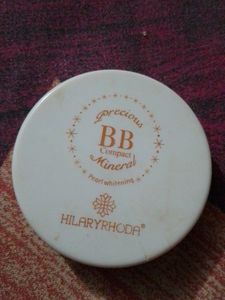 Precious
BB
Compact
Mineral
Pearl whitening
HILARYRHODA®